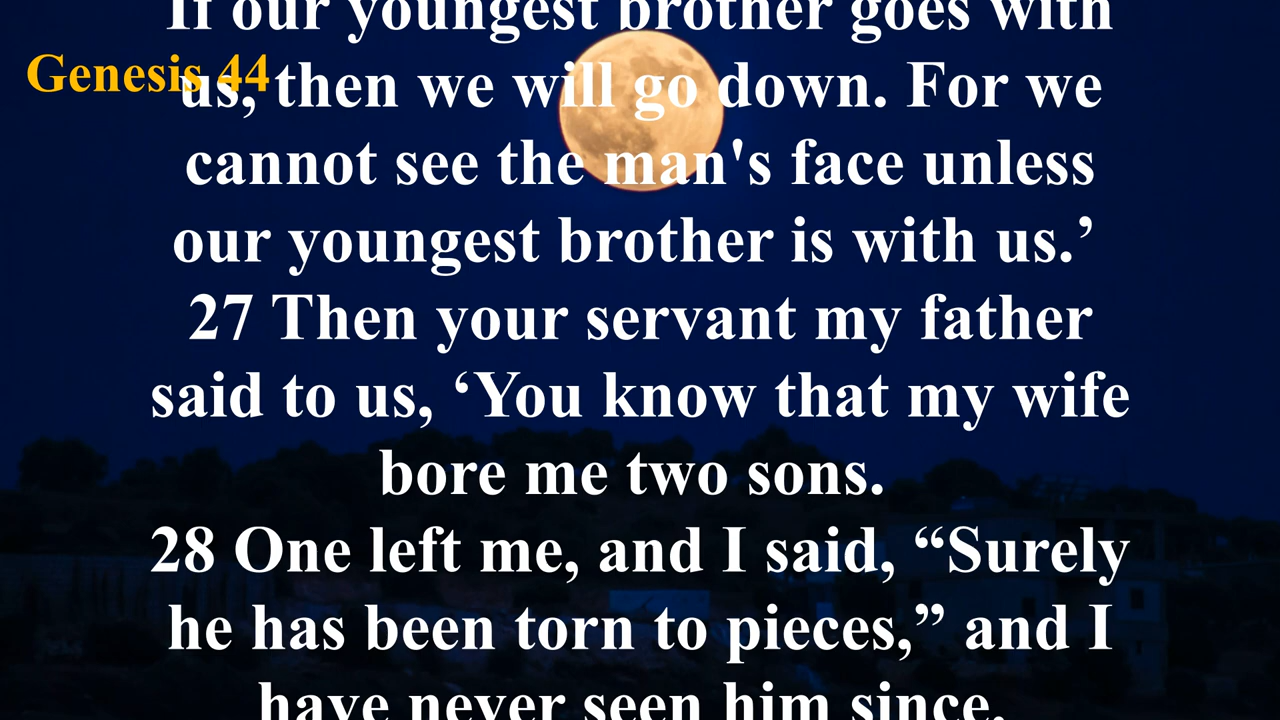 If our youngest brother goes with
Genesis 44
us, then we will go down. For we
cannot see the man's face unless
our youngest brother is with us.’
27 Then your servant my father
said to us, ‘You know that my wife
bore me two sons.
28 One left me, and I said, “Surely
he has been torn to pieces,” and I
have never seen him since.